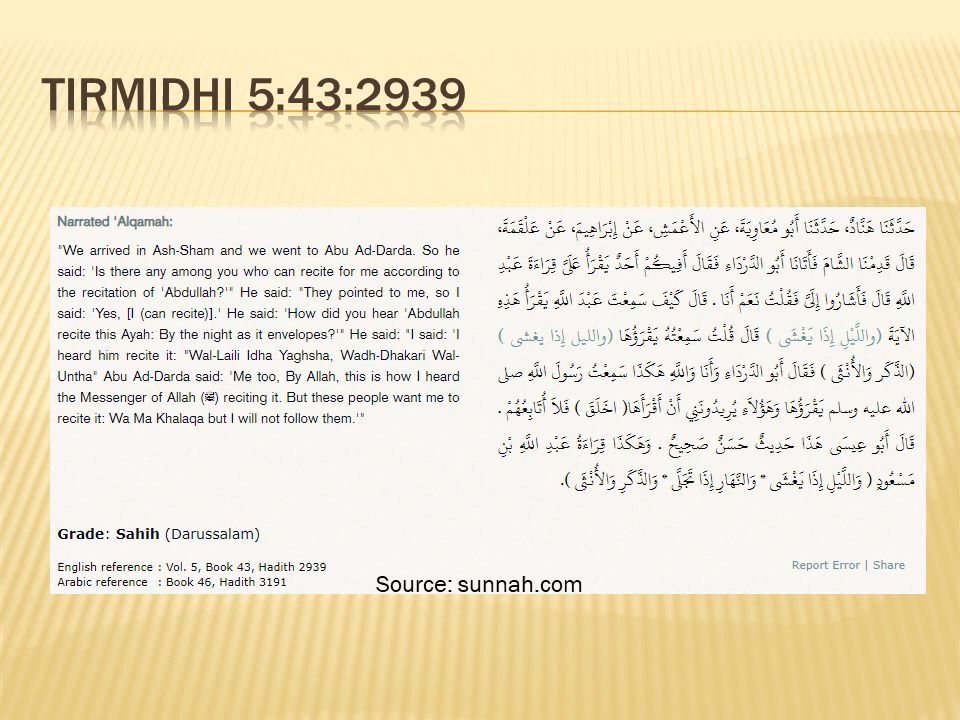 TIRMIDHI 5:43:2939
Narrated 'Alqamah:
"We arrived in Ash-Sham and we went to Abu Ad-Darda. So he
said: 'Is there any among you who can recite for me according to
the recitation of 'Abdullah?'" He said: "They pointed to me, so I
said: 'Yes, [I (can recite)].' He said: 'How did you hear 'Abdullah
recite this Ayah: By the night as it envelopes?'" He said: "I said: 'I
heard him recite it: "Wal-Laili Idha Yaghsha, Wadh-Dhakari Wal-
Untha" Abu Ad-Darda said: 'Me too, By Allah, this is how I heard
the Messenger of Allah (ﷺ) reciting it. But these people want me to
recite it: Wa Ma Khalaqa but I will not follow them.'"
حَدَّثَنَا هَنَّادٌ، حَدَّثَنَا أَبُو مُعَاوِيَةَ، عَنِ الأَعْمَشِ، عَنْ إِبْرَاهِيمَ، عَنْ عَلْقَمَةَ،
قَالَ قَدِمْنَا الشَّامَ فَأَتَانَا أَبُو الدَّرْدَاءِ فَقَالَ أَفِيكُمْ أَحَدٌ يَقْرَأُ عَلَىَّ قِرَاءَةَ عَبْدِ
اللَّهِ قَالَ فَأَشَارُوا إِلَىَّ فَقُلْتُ نَعَمْ أَنَا . قَالَ كَيْفَ سَمِعْتَ عَبْدَ اللَّهِ يَقْرَأُ هَذِهِ
الآيَةَ (واللَّيْلِ إِذَا يَغْشَى ) قَالَ قُلْتُ سَمِعْتُهُ يَقْرَؤُهَا (والليل إذا يغشى )
(الذَّكَرِ وَالأُنْثَى ) فَقَالَ أَبُو الدَّرْدَاءِ وَأَنَا وَاللَّهِ هَكَذَا سَمِعْتُ رَسُولَ اللَّهِ صلى
الله عليه وسلم يَقْرَؤُهَا وَهَؤُلاَءِ يُرِيدُونَنِي أَنْ أَقْرَأَهَا( اخَلَقَ ) فَلاَ أُتَابِعُهُمْ .
قَالَ أَبُو عِيسَى هَذَا حَدِيثٌ حَسَنٌ صَحِيحٌ . وَهَكَذَا قِرَاءَةُ عَبْدِ اللَّهِ بْنِ
مَسْعُودٍ ( وَاللَّيْلِ إِذَا يَغْشَى * وَالنَّهَارِ إِذَا تَجَلَّى * وَالذَّكَرِ وَالأُنْثَى ).
Grade: Sahih (Darussalam)
English reference : Vol. 5, Book 43, Hadith 2939
Arabic reference : Book 46, Hadith 3191
Report Error | Share
Source: sunnah.com